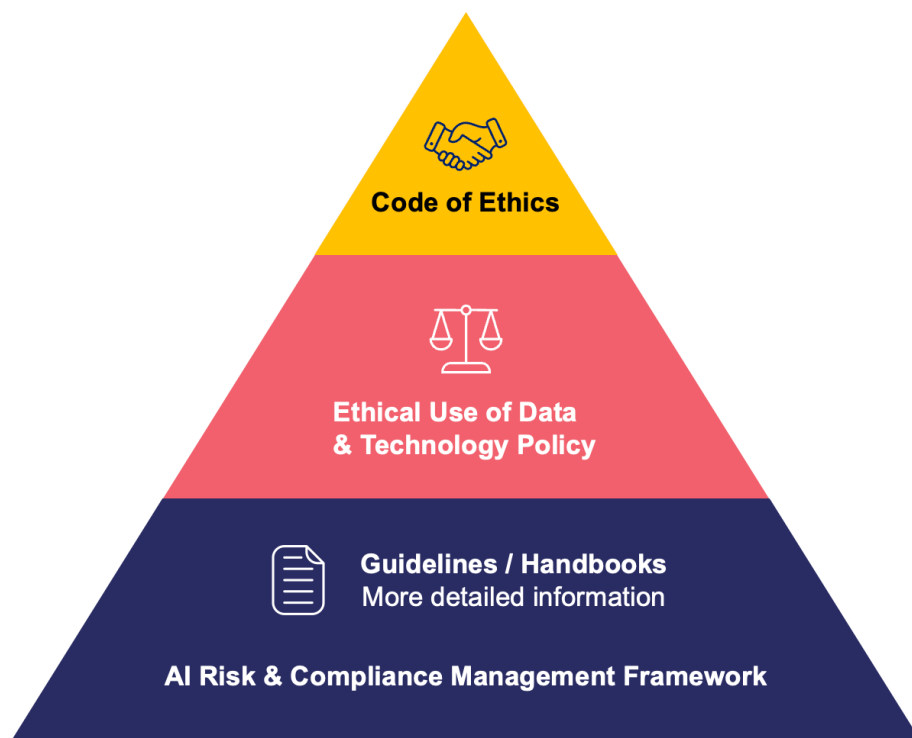 Code of Ethics
Ethical Use of Data
& Technology Policy
Guidelines / Handbooks
More detailed information
AI Risk & Compliance Management Framework